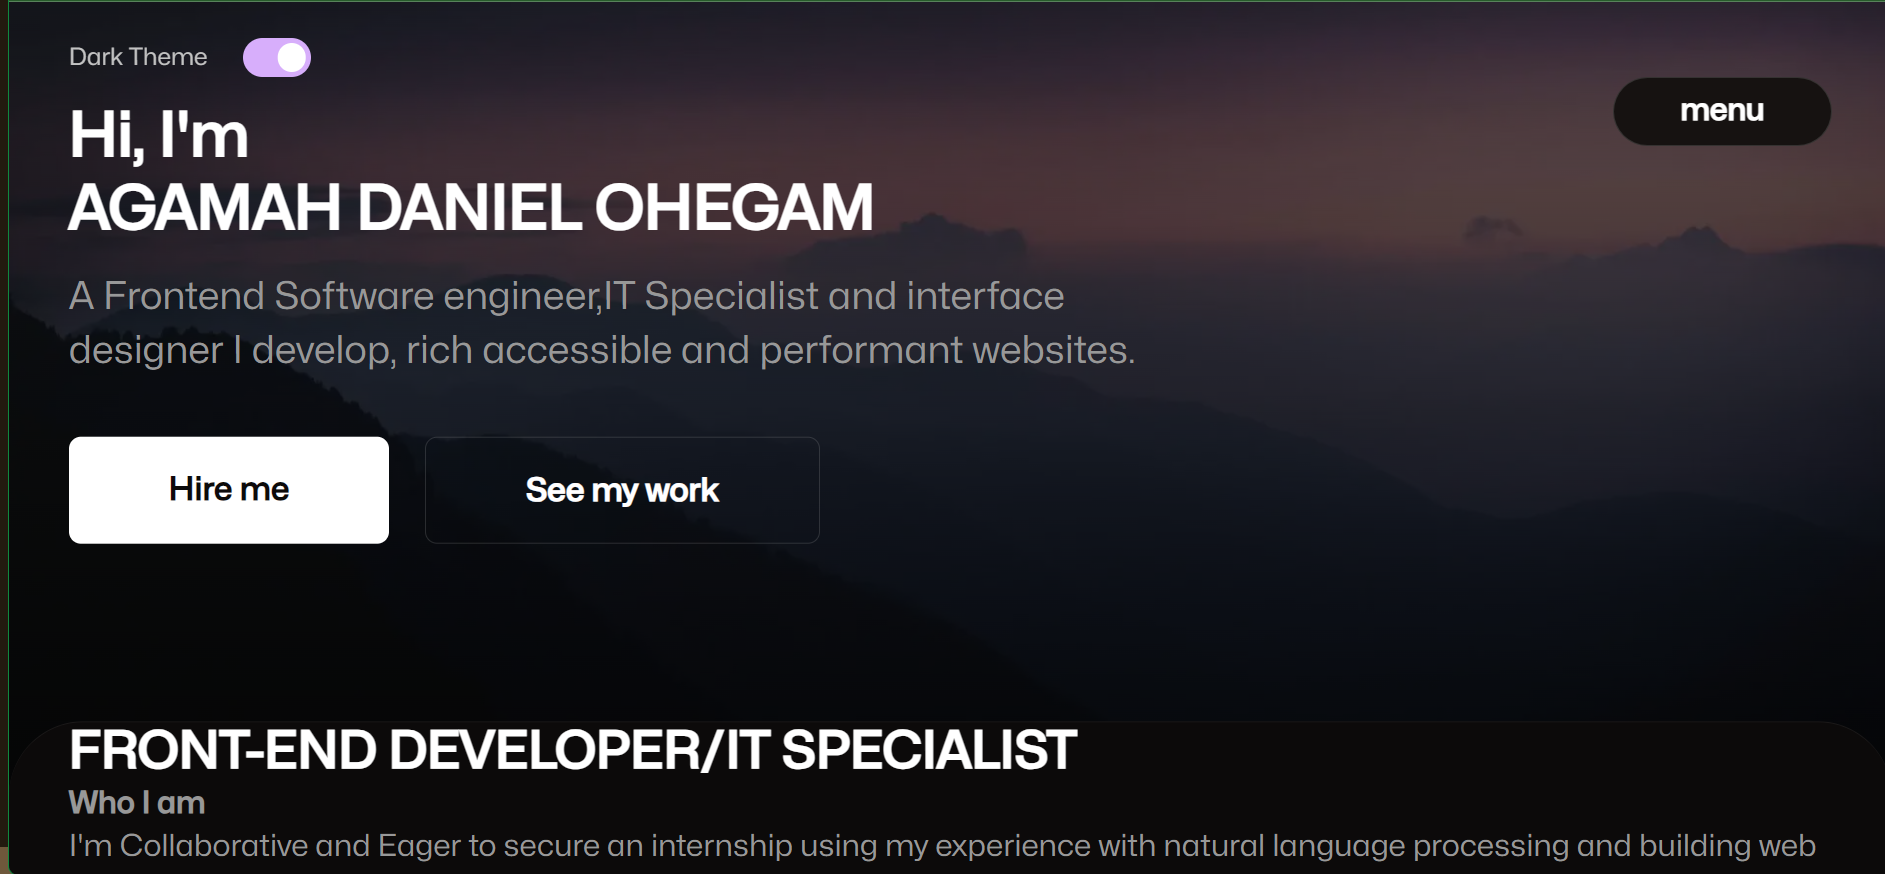 Dark Theme
menu
Hi, I'm
AGAMAH DANIEL OHEGAM
A Frontend Software engineer,IT Specialist and interface
designer I develop, rich accessible and performant websites.
Hire me
See my work
FRONT-END DEVELOPER/IT SPECIALIST
Who I am
I'm Collaborative and Eager to secure an internship using my experience with natural language processing and building web